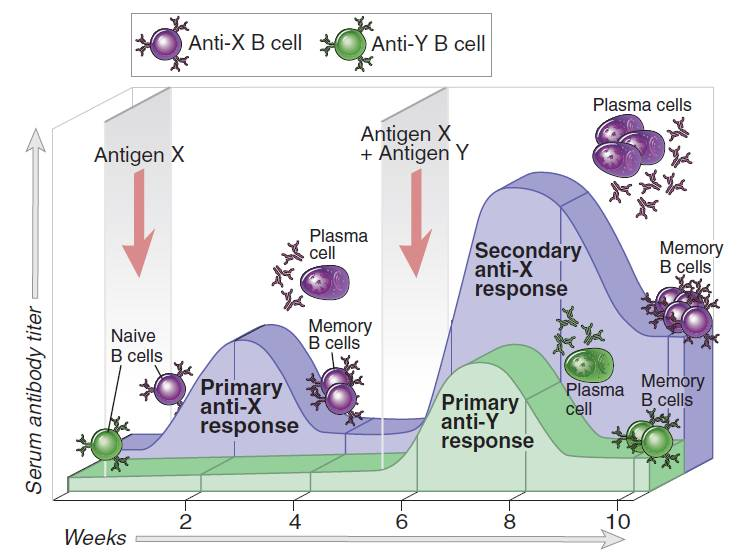 Anti-X B cell
Anti-Y B cell
Antigen X
Antigen X
+ Antigen Y
Plasma cells
Plasma
cell
Memory
B cells
Naive
B cells
Memory
B cells
Primary
anti-X
response
Secondary
anti-X
response
Primary
anti-Y
response
Plasma
cell
Memory
B cells
Serum antibody titer
2
4
6
8
10
Weeks